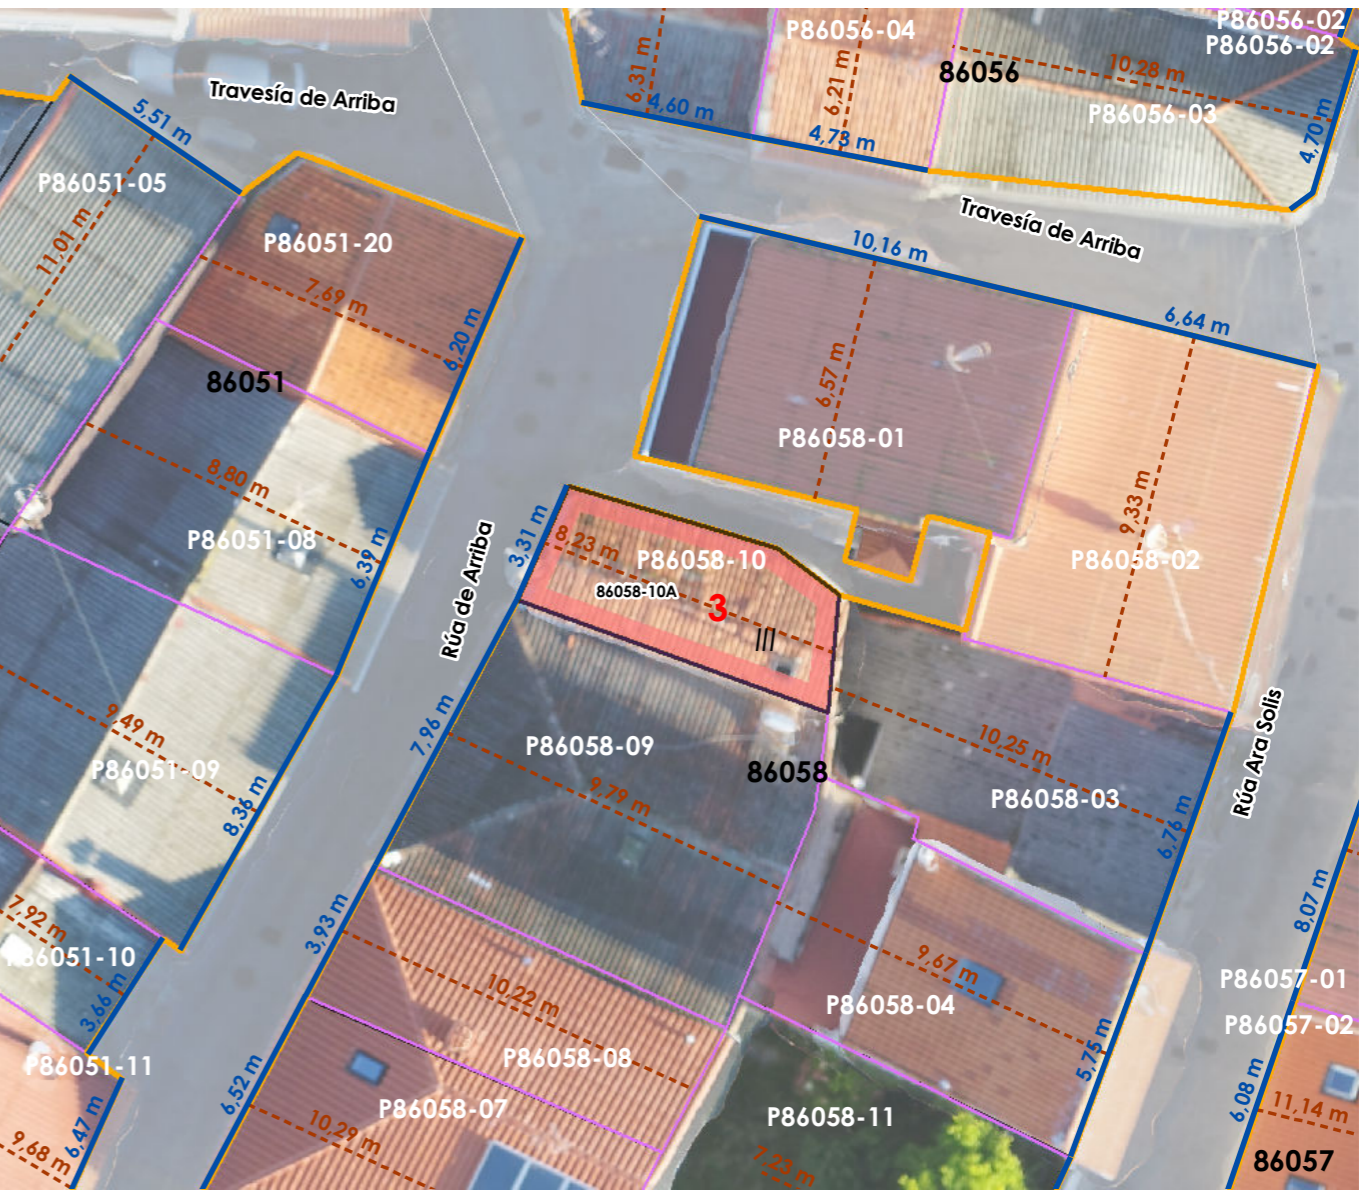 P86056-02
P86056-04
P86056-02
6,31 m
6,21 m
86056
10,28 m
Travesía de Arriba
4,60 m
P86056-03
5,51 m
4,73 m
4,70 m
P86051-05
Travesía de Arriba
11,01 m
P86051-20
10,16 m
7,69 m
6,20 m
6,64 m
86051
6,57 m
P86058-01
8,80 m
9,33 m
P86051-08
6,39 m
Rúa de Arriba
3,31 m
8,23 m
P86058-10
P86058-02
86058-10A
3
III
9,49 m
7,96 m
P86058-09
10,25 m
Rúa Ara Solis
P86051-09
86058
P86058-03
8,36 m
9,79 m
6,76 m
7,92 m
3,93 m
8,07 m
P86051-10
9,67 m
P86057-01
3,66 m
10,22 m
P86058-04
P86057-02
P86051-11
P86058-08
5,75 m
6,52 m
P86058-07
6,08 m
11,14 m
6,47 m
10,29 m
P86058-11
9,68 m
7,23 m
86057